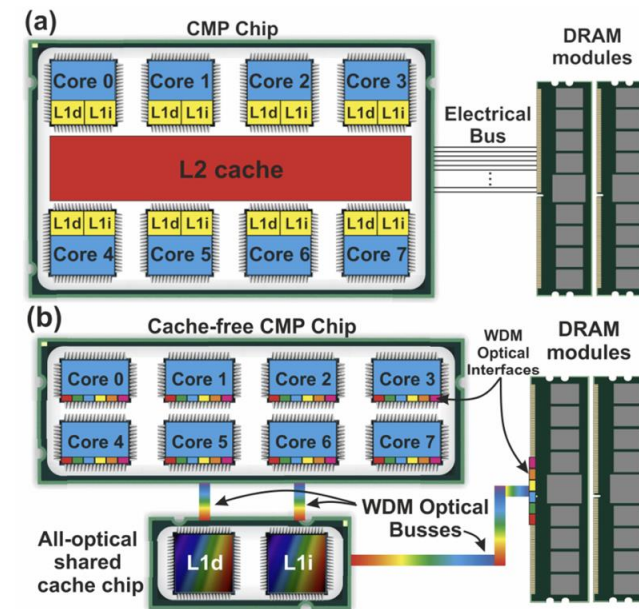 (a)
CMP Chip
DRAM
modules
Core 0
Core 1
Core 2
Core 3
L1d
L1i
L1d
L1i
L1d
L1i
L1d
L1i
Electrical
Bus
L2 cache
L1d
L1i
L1d
L1i
L1d
L1i
L1d
L1i
Core 4
Core 5
Core 6
Core 7
(b)
Cache-free CMP Chip
WDM
Optical
Interfaces
DRAM
modules
Core 0
Core 1
Core 2
Core 3
Core 4
Core 5
Core 6
Core 7
WDM Optical
Busses
All-optical
shared
cache chip
L1d
L1i